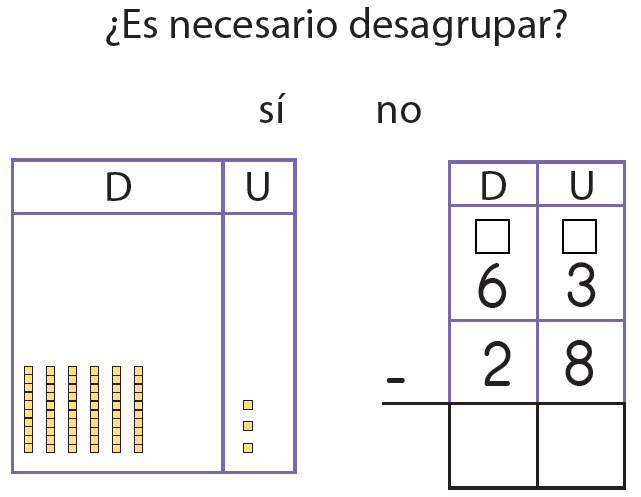 ¿Es necesario desagrupar?
sí no
D U
D U
6 3
- 2 8